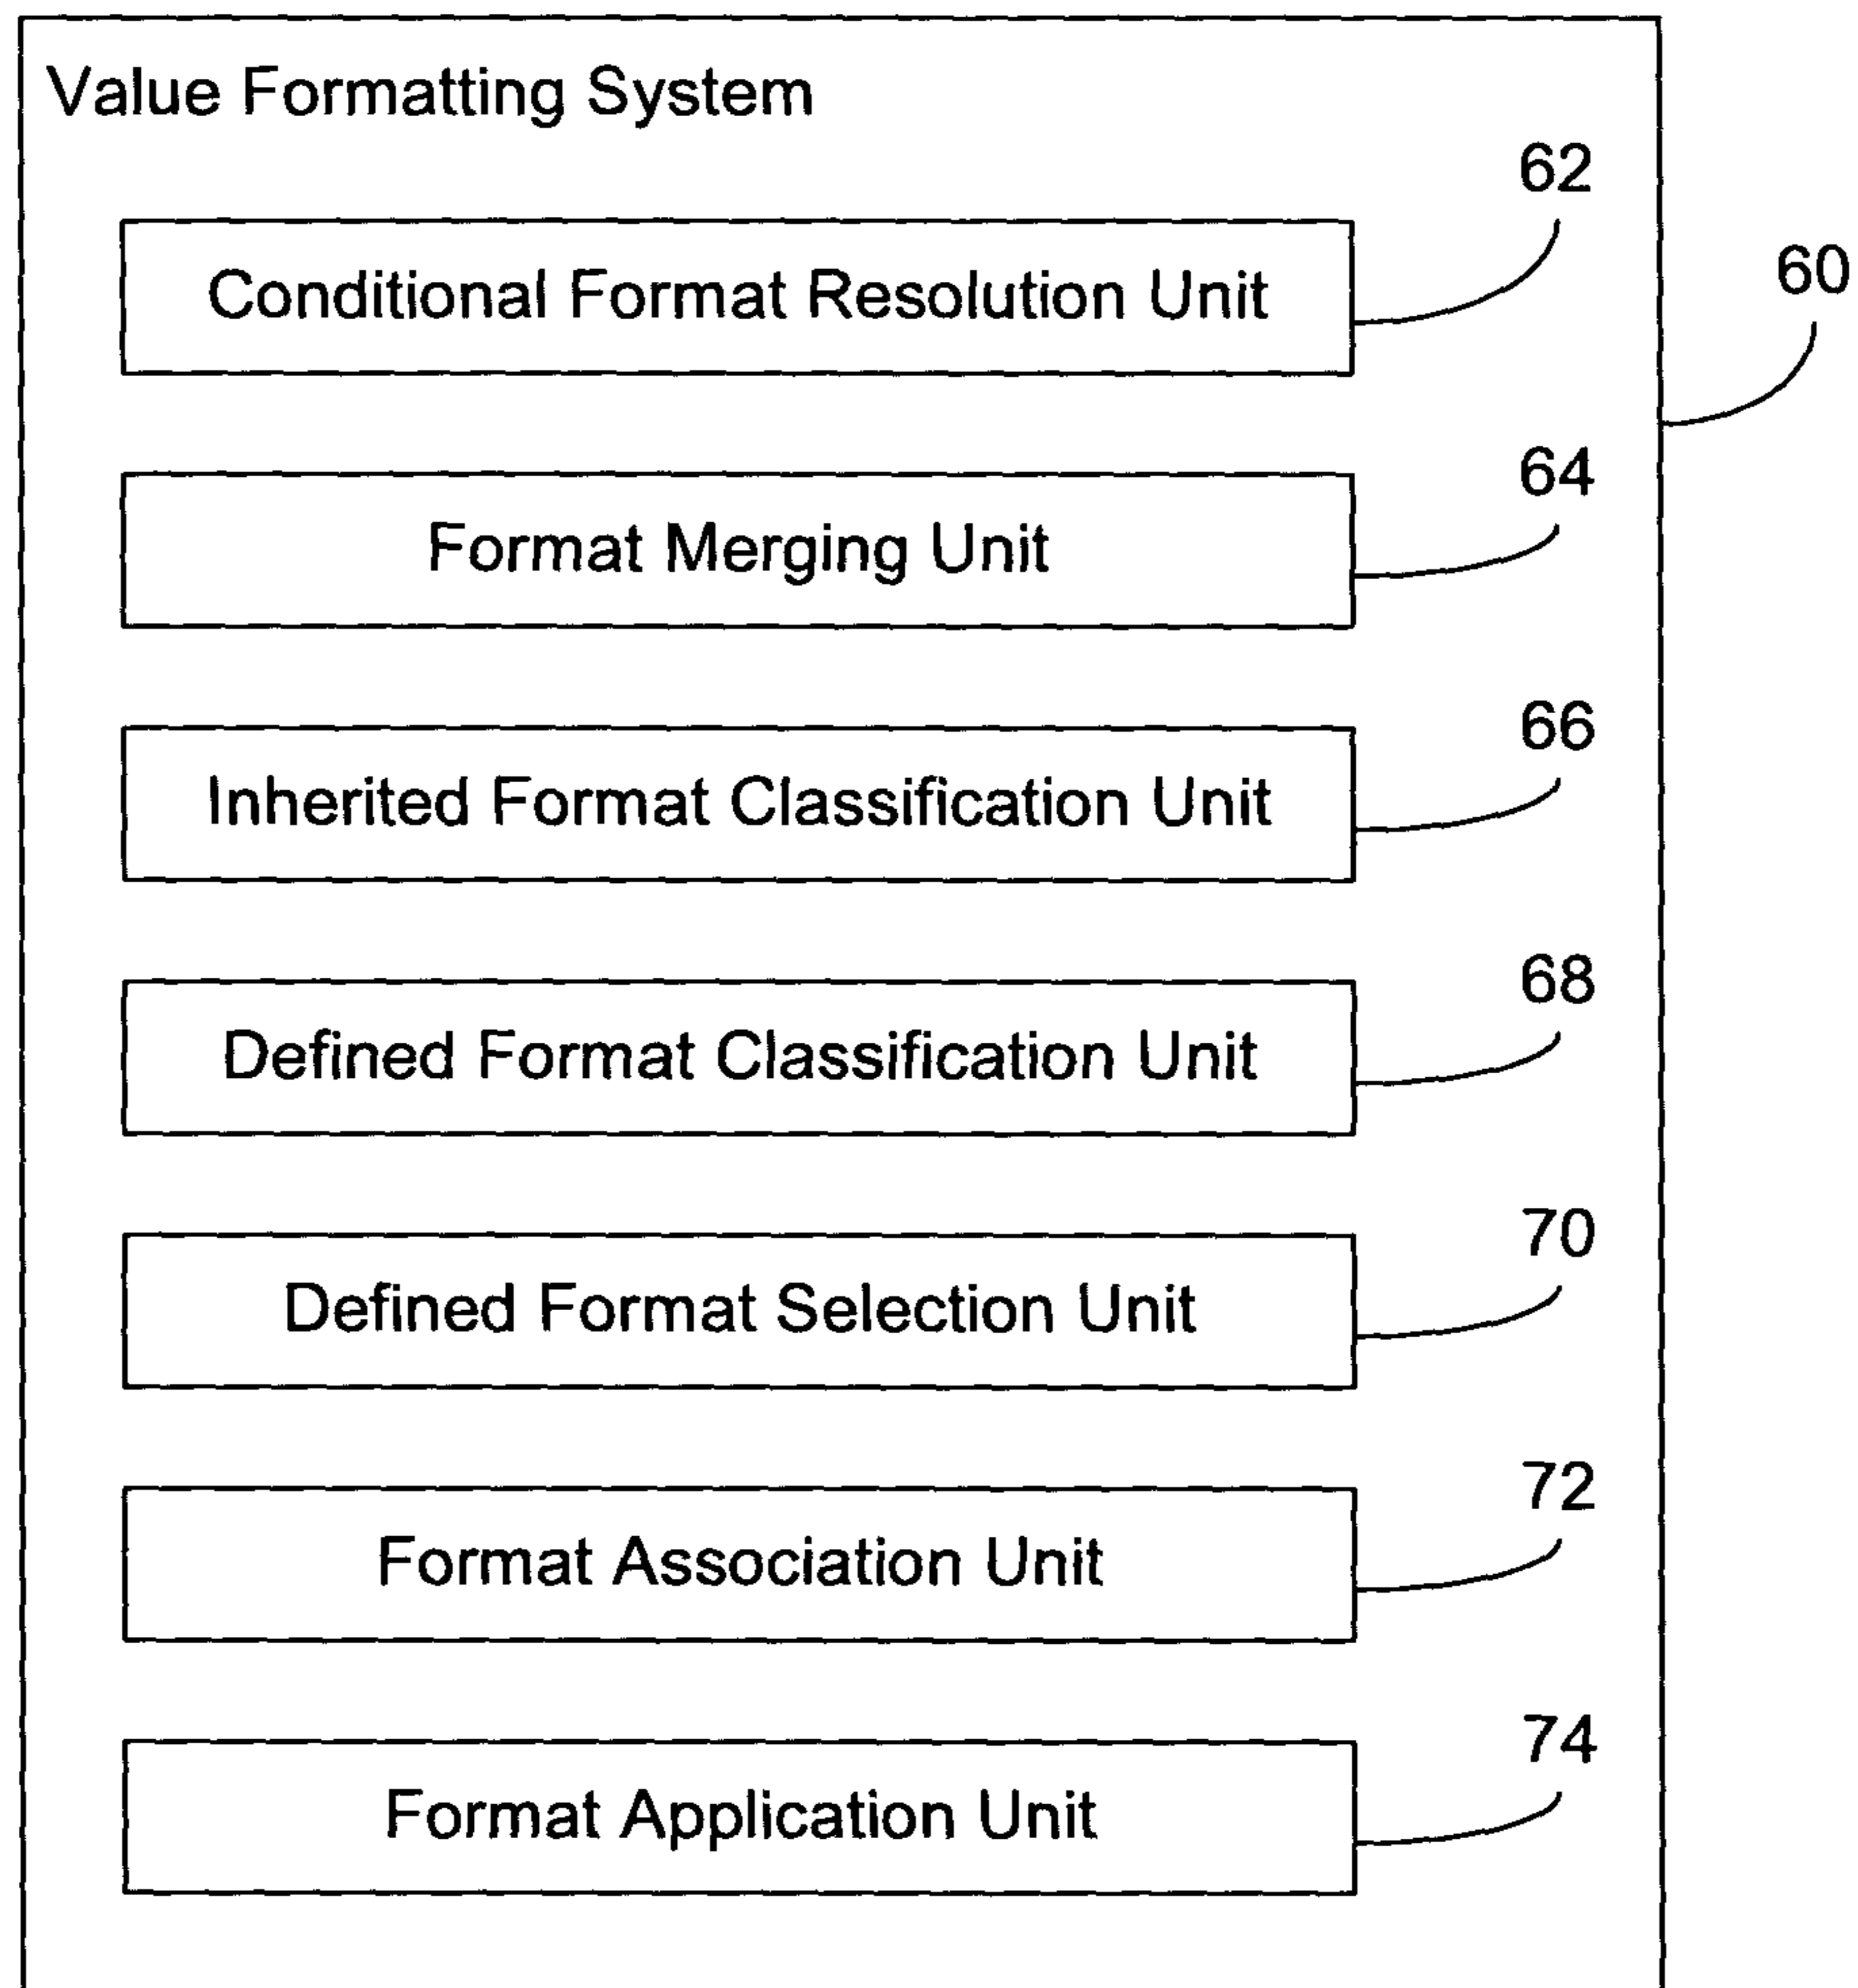 Value Formatting System
62
Conditional Format Resolution Unit
60
64
Format Merging Unit
66
Inherited Format Classification Unit
68
Defined Format Classification Unit
70
Defined Format Selection Unit
72
Format Association Unit
74
Format Application Unit